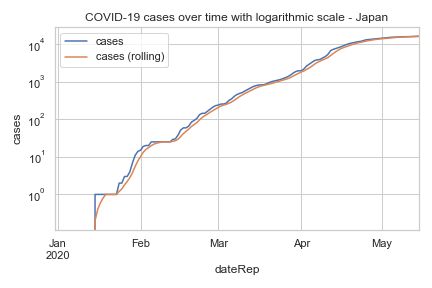 COVID-19 cases over time with logarithmic scale - Japan
cases
cases (rolling)
10^4
10^3
10^2
10^1
10^0
cases
Jan Feb Mar Apr May
2020
dateRep